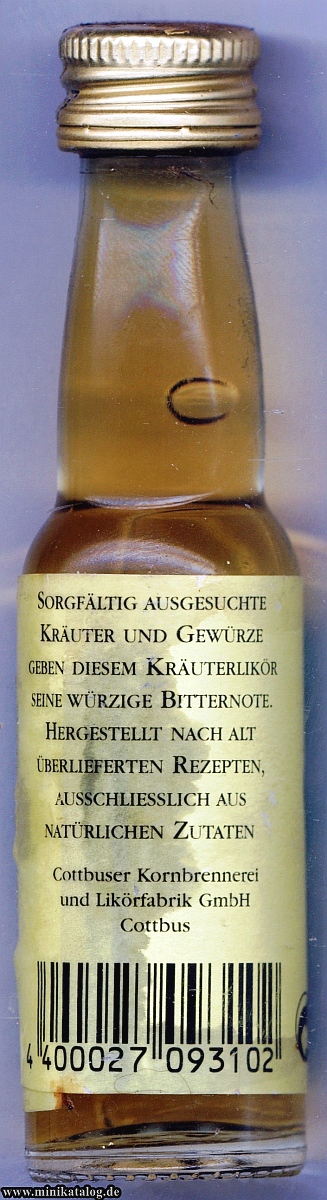 SORGFÄLTIG AUSGESUCHTE
KRÄUTER UND GEWÜRZE
GEBEN DIESEM KRÄUTERLIKÖR
SEINE WÜRZIGE BITTERNOTE.
HERGESTELLT NACH ALT
ÜBERLIEFERTEN REZEPTEN,
AUSSCHLIESSLICH AUS
NATÜRLICHEN ZUTATEN
Cottbuser Kornbrennerei
und Likörfabrik GmbH
Cottbus
4 400027 093102
www.minikatalog.de